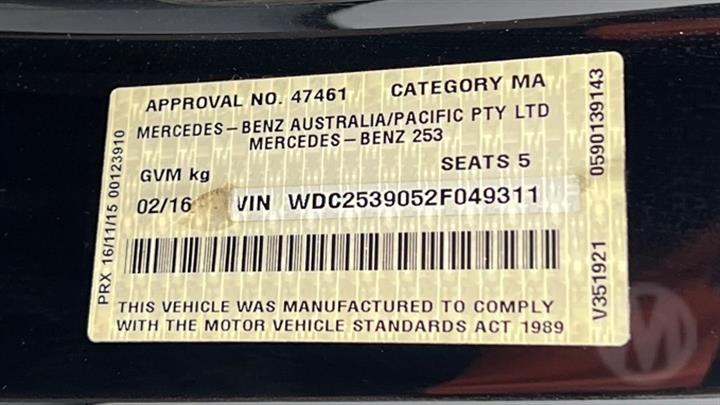 APPROVAL NO. 47461 CATEGORY MA
MERCEDES-BENZ AUSTRALIA/PACIFIC PTY LTD
MERCEDES-BENZ 253
GVM kg SEATS 5
02/16 VIN WDC2539052F049311
THIS VEHICLE WAS MANUFACTURED TO COMPLY
WITH THE MOTOR VEHICLE STANDARDS ACT 1989
PRX 16/11/15 00123910
V351921 0590139143
M